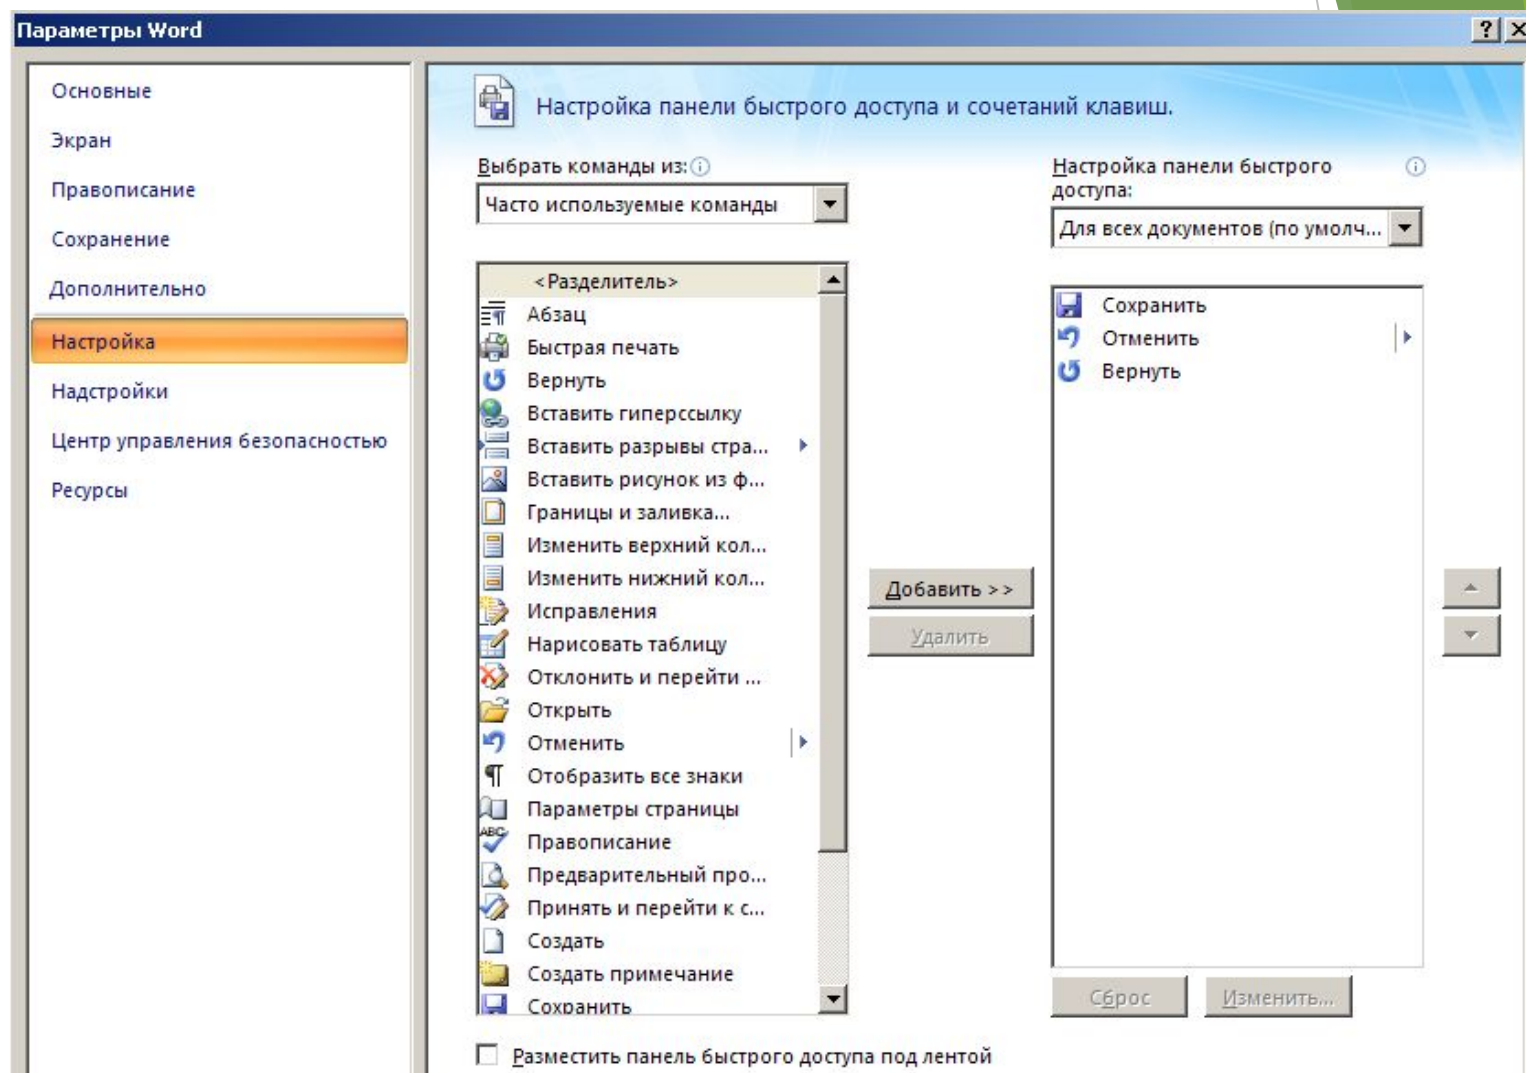 Параметры Word
Основные
Экран
Правописание
Сохранение
Дополнительно
Настройка
Надстройки
Центр управления безопасностью
Ресурсы
Настройка панели быстрого доступа и сочетаний клавиш.
Выбрать команды из:
Часто используемые команды
<Разделитель>
Абзац
Быстрая печать
Вернуть
Вставить гиперссылку
Вставить разрывы стра...
Вставить рисунок из ф...
Границы и заливка...
Изменить верхний кол...
Изменить нижний кол...
Исправления
Нарисовать таблицу
Отклонить и перейти ...
Открыть
Отменить
Отобразить все знаки
Параметры страницы
Правописание
Предварительный про...
Принять и перейти к с...
Создать
Создать примечание
Сохранить
Добавить >>
Удалить
Настройка панели быстрого
доступа:
Для всех документов (по умолч...
Сохранить
Отменить
Вернуть
Сброс
Изменить...
Разместить панель быстрого доступа под лентой